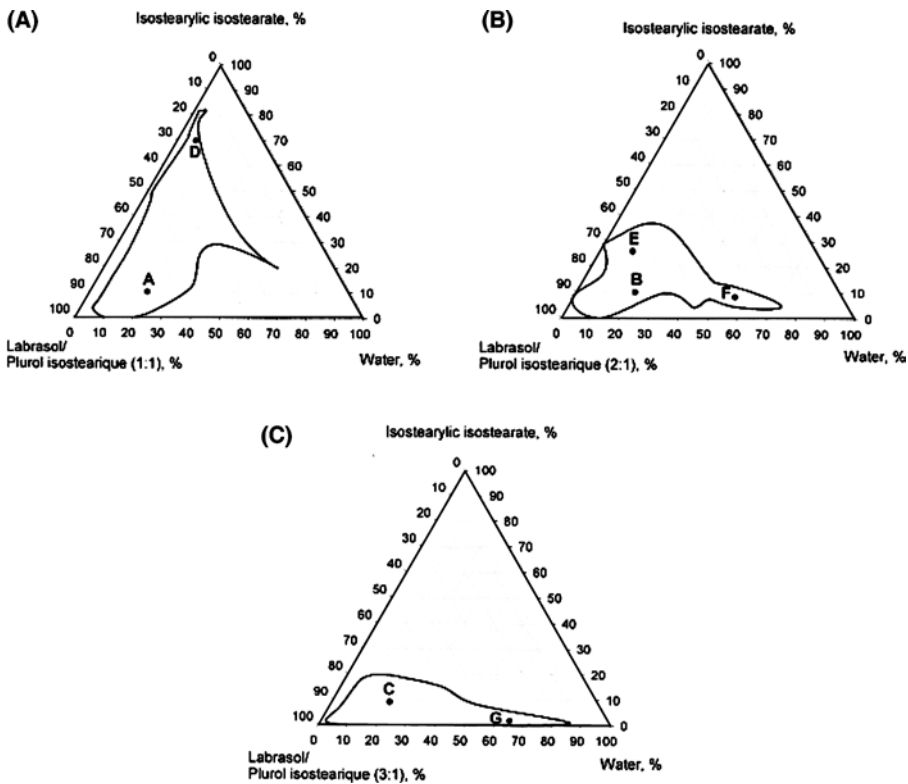 (A)
Isostearylic isostearate, %
0
100
10
90
20
80
30
70
40
60
50
50
60
40
70
30
80
20
90
10
100
0
D
A
0 10 20 30 40 50 60 70 80 90 100
Labrasol/
Plurol isostearique (1:1), %
Water, %
(B)
Isostearylic isostearate, %
0
100
10
90
20
80
30
70
40
60
50
50
60
40
70
30
80
20
90
10
100
0
E
B
F
0 10 20 30 40 50 60 70 80 90 100
Labrasol/
Plurol isostearique (2:1), %
Water, %
(C)
Isostearylic isostearate, %
0
100
10
90
20
80
30
70
40
60
50
50
60
40
70
30
80
20
90
10
100
0
C
G
0 10 20 30 40 50 60 70 80 90 100
Labrasol/
Plurol isostearique (3:1), %
Water, %